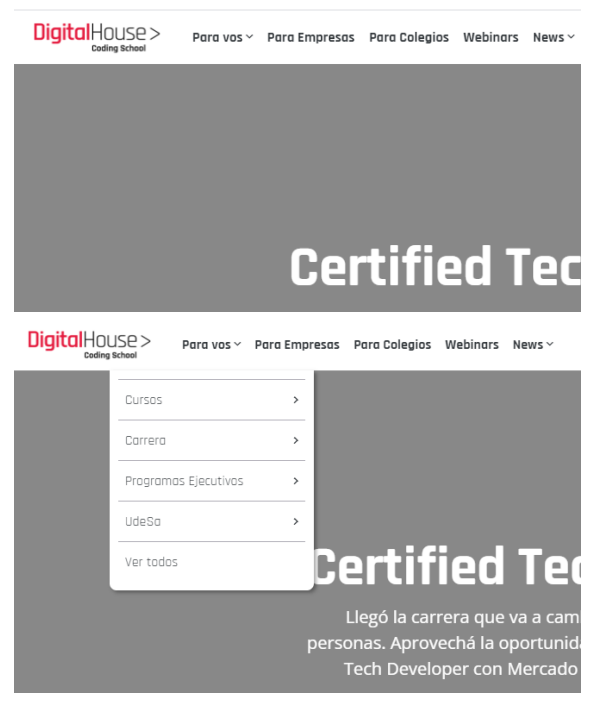 DigitalHouse>
Coding School
Para vos Para Empresas Para Colegios Webinars News
Certified Tec
DigitalHouse>
Coding School
Para vos Para Empresas Para Colegios Webinars News
Cursos
Carrera
Programas Ejecutivos
UdeSa
Ver todos
Certified Tec
Llegó la carrera que va a cam
personas. Aprovechá la oportunida
Tech Developer con Mercado